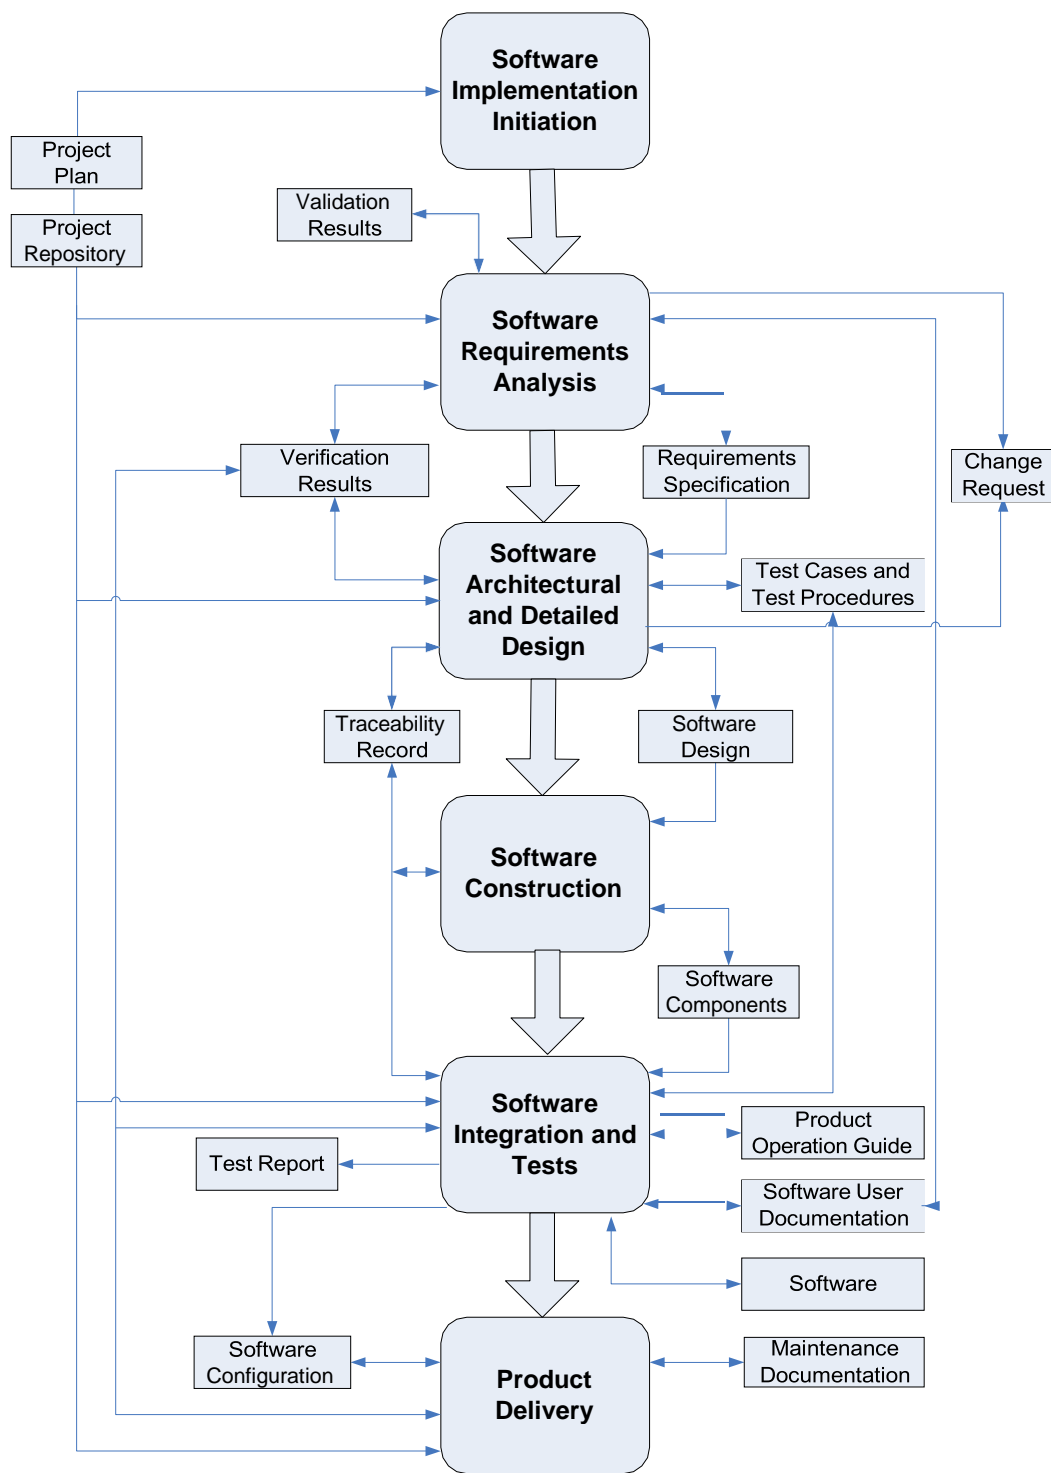 Software
Implementation
Initiation
Project
Plan
Validation
Results
Project
Repository
Software
Requirements
Analysis
Verification
Results
Requirements
Specification
Change
Request
Software
Architectural
and Detailed
Design
Test Cases and
Test Procedures
Traceability
Record
Software
Design
Software
Construction
Software
Components
Software
Integration and
Tests
Product
Operation Guide
Test Report
Software User
Documentation
Software
Software
Configuration
Maintenance
Documentation
Product
Delivery